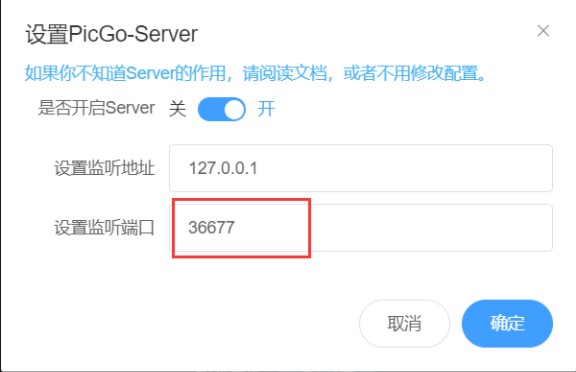 设置PicGo-Server
如果你不知道Server的作用，请阅读文档，或者不用修改配置。
是否开启Server 关 开
设置监听地址 127.0.0.1
设置监听端口 36677
取消 确定